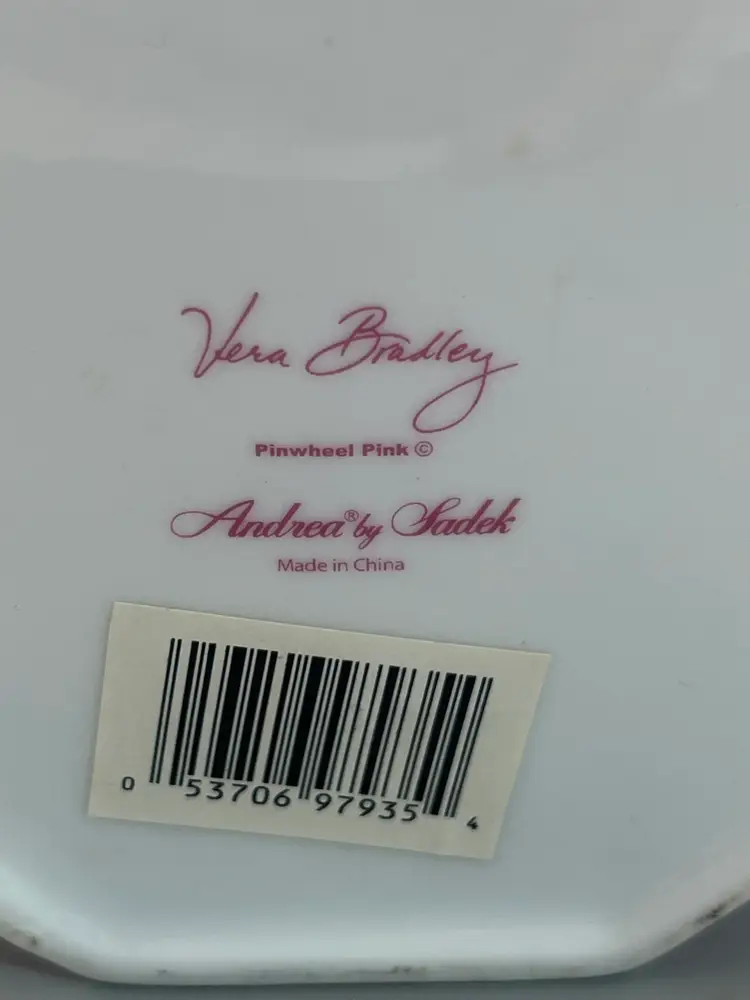 Vera Bradley
Pinwheel Pink ©
Andrea® by Sadek
Made in China
0 53706 97935 4